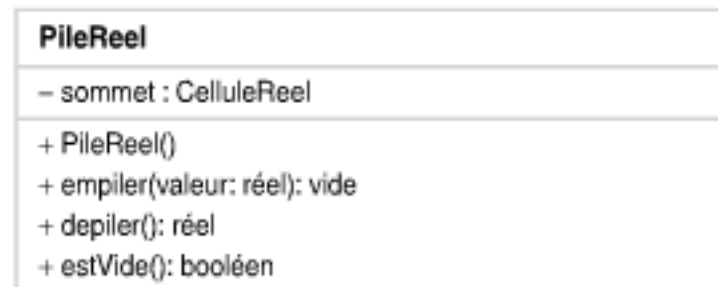 PileReel
– sommet : CelluleReel
+ PileReel()
+ empiler(valeur: réel): vide
+ depiler(): réel
+ estVide(): booléen